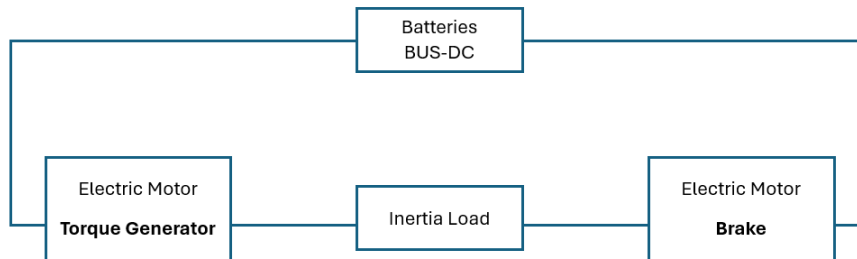 Batteries
BUS-DC
Electric Motor
Torque Generator
Inertia Load
Electric Motor
Brake